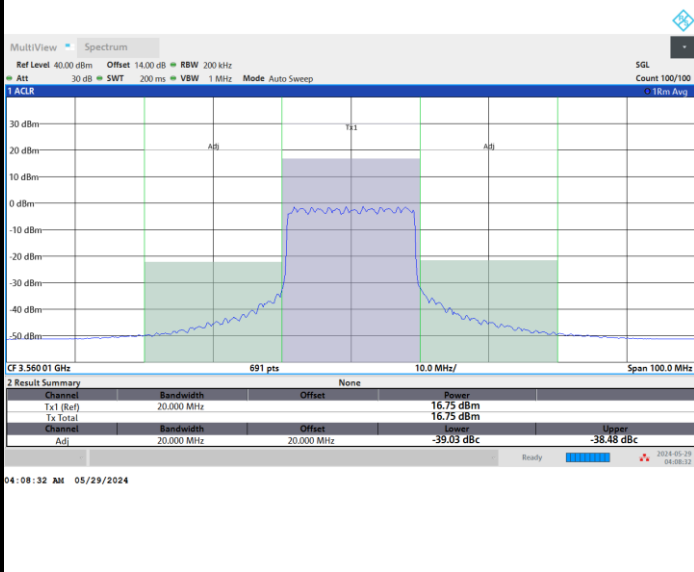 MultiView Spectrum
Ref Level 40.00 dBm Offset 14.00 dB RBW 200 kHz SGL
Att 30 dB SWT 200 ms VBW 1 MHz Mode Auto Sweep Count 100/100
1 ACLR 1Rm Avg
30 dBm
Tx1
20 dBm Adj Adj
10 dBm
0 dBm
-10 dBm
-20 dBm
-30 dBm
-40 dBm
-50 dBm
CF 3.56001 GHz 691 pts 10.0 MHz/ Span 100.0 MHz
2 Result Summary None
Channel Bandwidth Offset Power
Tx1 (Ref) 20.000 MHz 16.75 dBm
Tx Total 16.75 dBm
Channel Bandwidth Offset Lower Upper
Adj 20.000 MHz 20.000 MHz -39.03 dBc -38.48 dBc
Ready 2024-05-29
04:08:32
04:08:32 AM 05/29/2024